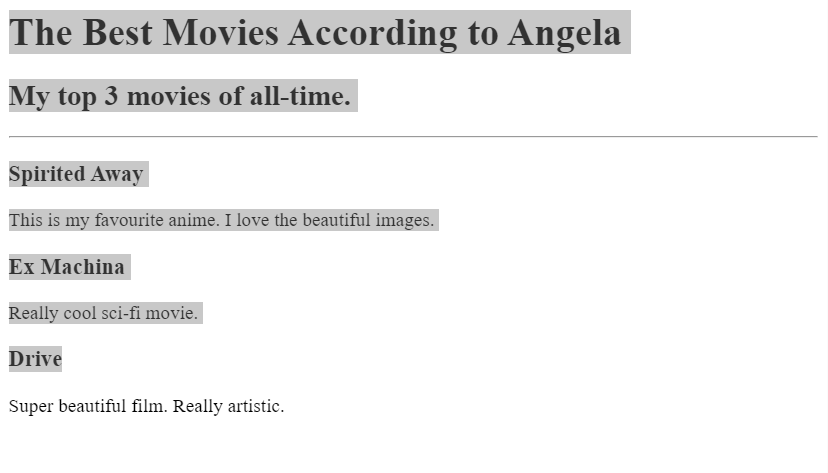 The Best Movies According to Angela
My top 3 movies of all-time.
Spirited Away
This is my favourite anime. I love the beautiful images.
Ex Machina
Really cool sci-fi movie.
Drive
Super beautiful film. Really artistic.